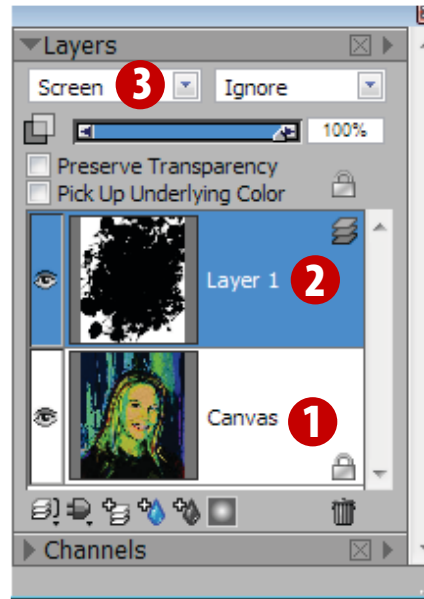 Layers
Screen 3 Ignore
100%
Preserve Transparency
Pick Up Underlying Color
Layer 1 2
Canvas 1
Channels